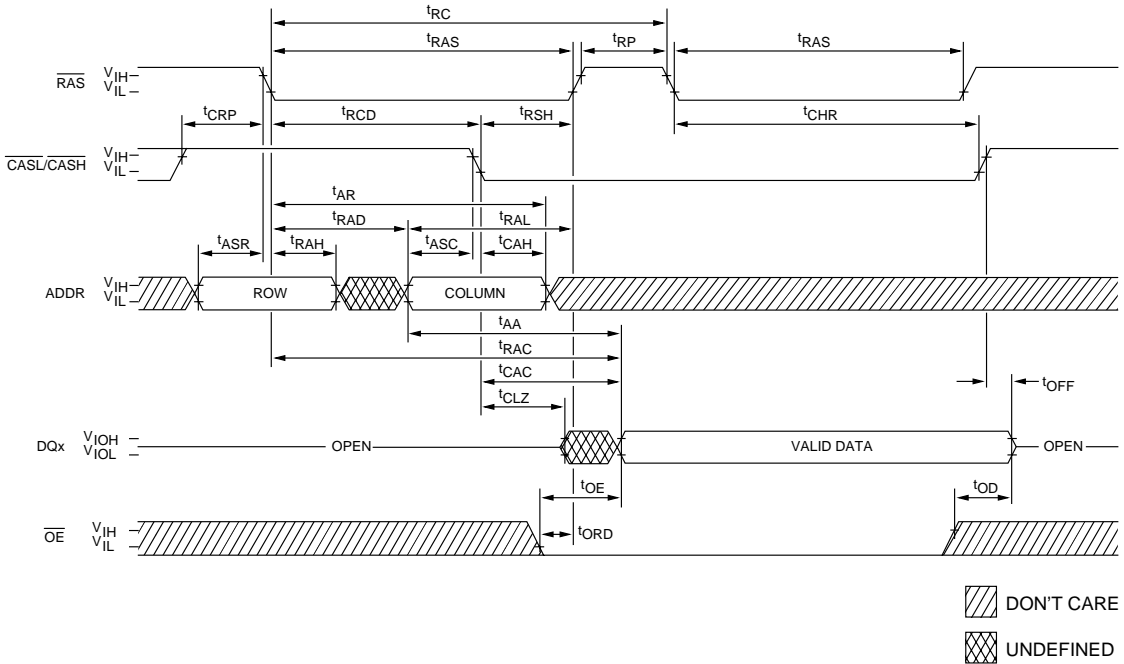 tRC
tRAS tRP tRAS
RAS VIH VIL
tCRP tRCD tRSH tCHR
CASL/CASH VIH VIL
tAR
tRAD tRAL
tASR tRAH tASC tCAH
ADDR VIH VIL ROW COLUMN
tAA
tRAC
tCAC
tOFF
tCLZ
DQx VIOH VIOL OPEN VALID DATA OPEN
tOE tOD
OE VIH VIL
tORD
DON'T CARE
UNDEFINED